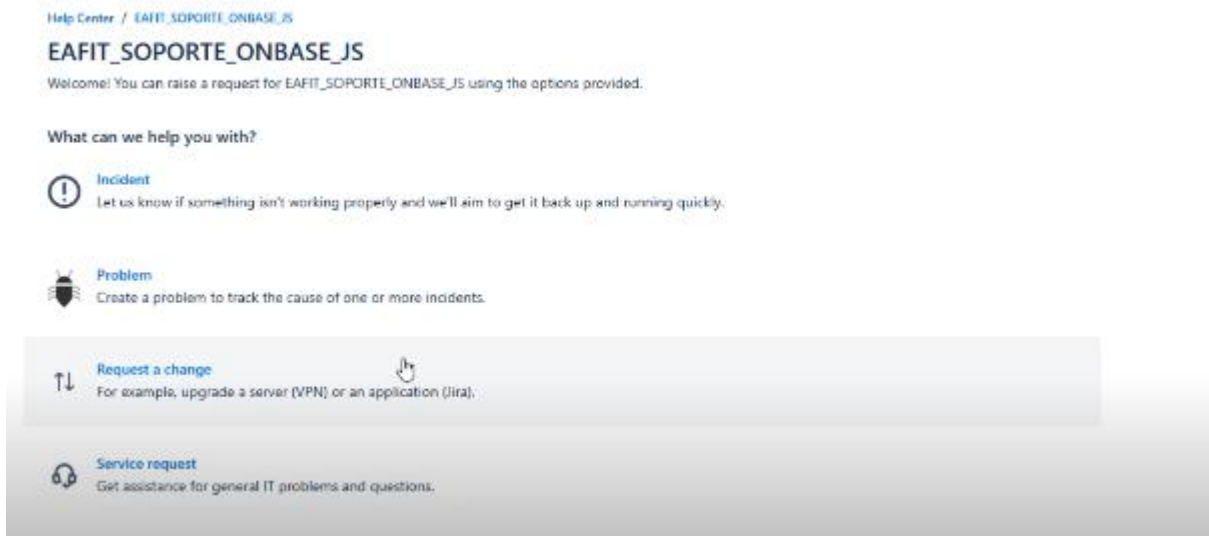 Help Center / EAFIT_SOPORTE_ONBASE_JS
EAFIT_SOPORTE_ONBASE_JS
Welcome! You can raise a request for EAFIT_SOPORTE_ONBASE_JS using the options provided.
What can we help you with?
Incident
Let us know if something isn't working properly and we'll aim to get it back up and running quickly.
Problem
Create a problem to track the cause of one or more incidents.
Request a change
For example, upgrade a server (VPN) or an application (Jira).
Service request
Get assistance for general IT problems and questions.